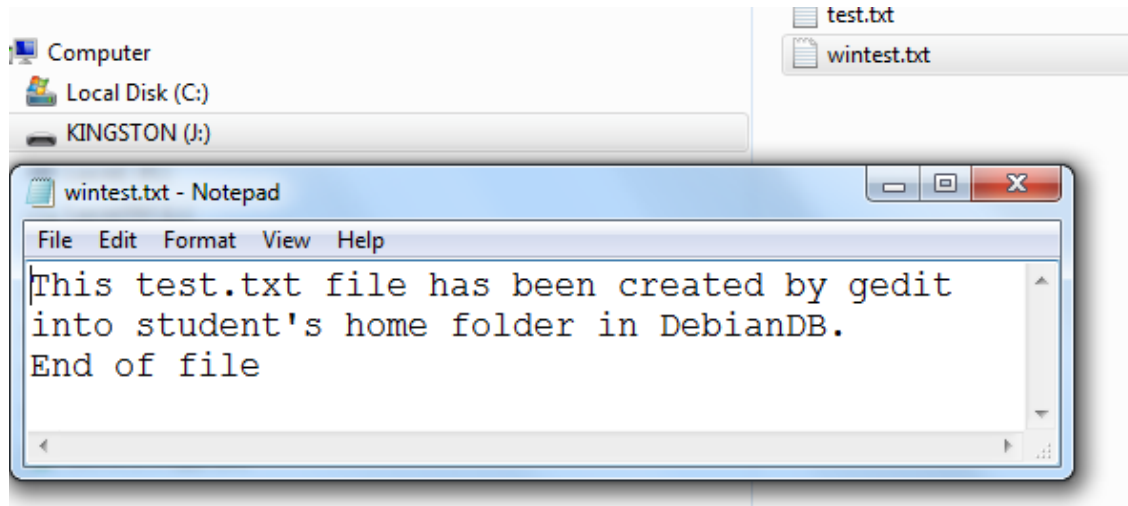 test.txt
Computer
wintest.txt
Local Disk (C:)
KINGSTON (J:)
wintest.txt - Notepad
File Edit Format View Help
This test.txt file has been created by gedit
into student's home folder in DebianDB.
End of file